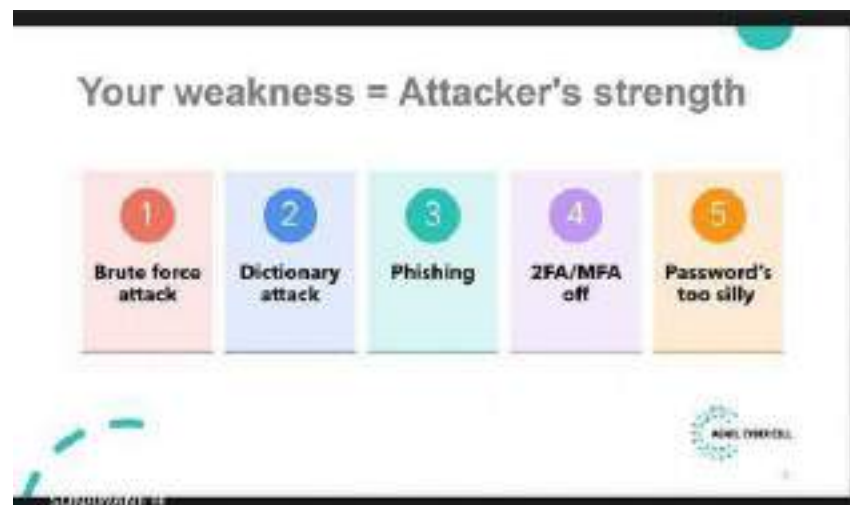 Your weakness = Attacker's strength
1
2
3
4
5
Brute force
attack
Dictionary
attack
Phishing
2FA/MFA
off
Password's
too silly